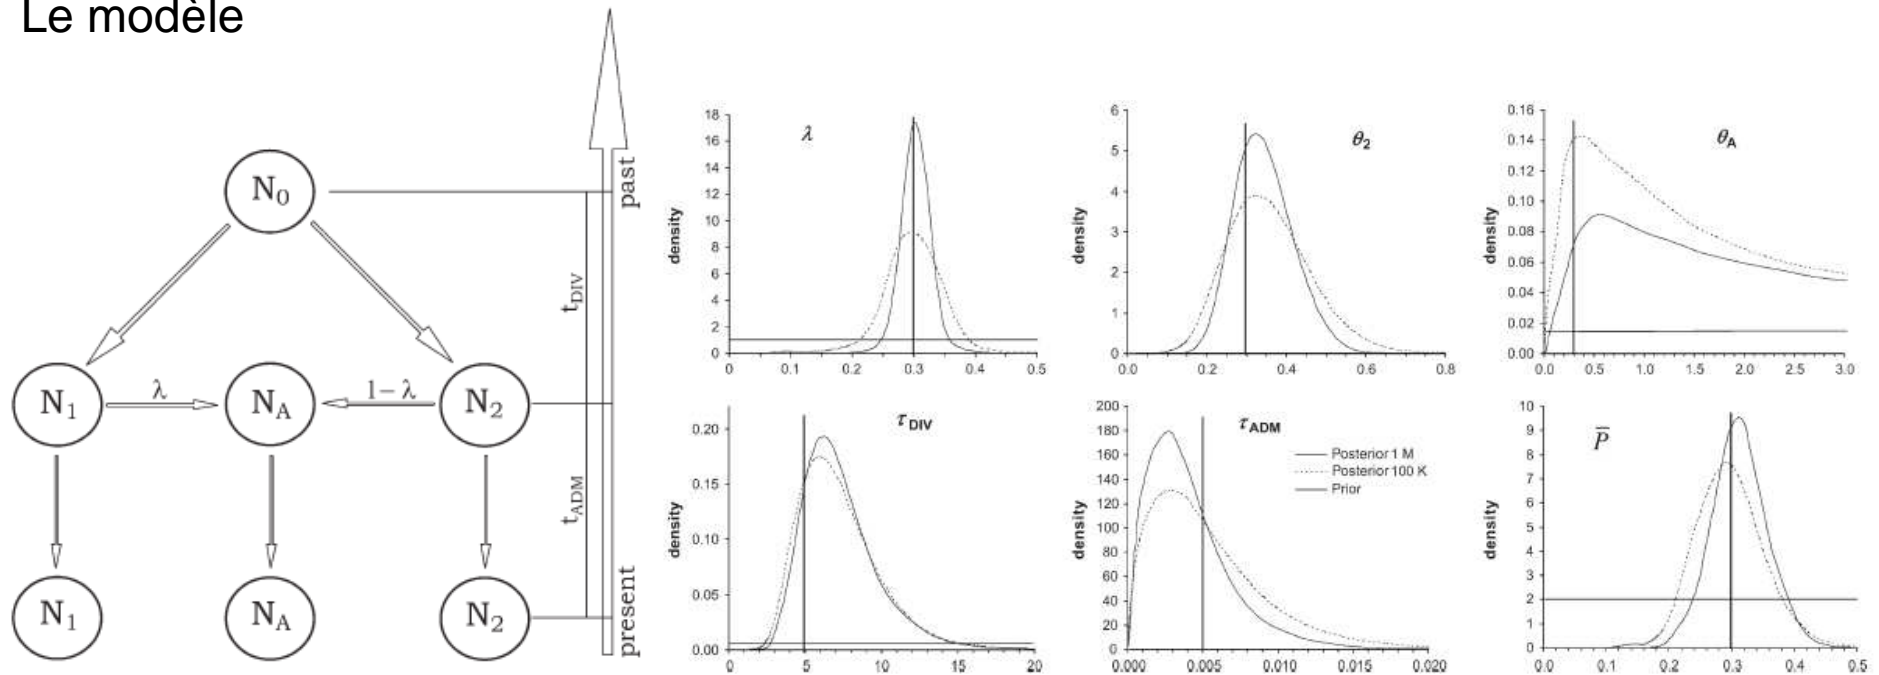 Le modèle
past
N0
tDIV
N1
λ
NA
1−λ
N2
tADM
N1
NA
N2
present
λ
density
18
16
14
12
10
8
6
4
2
0
0 0.1 0.2 0.3 0.4 0.5
θ2
density
6
5
4
3
2
1
0
0.0 0.2 0.4 0.6 0.8
θA
density
0.16
0.14
0.12
0.10
0.08
0.06
0.04
0.02
0.00
0.0 0.5 1.0 1.5 2.0 2.5 3.0
τDIV
density
0.20
0.15
0.10
0.05
0.00
0 5 10 15 20
τADM
Posterior 1 M
Posterior 100 K
Prior
density
200
180
160
140
120
100
80
60
40
20
0
0.000 0.005 0.010 0.015 0.020
P̅
density
10
9
8
7
6
5
4
3
2
1
0
0.0 0.1 0.2 0.3 0.4 0.5